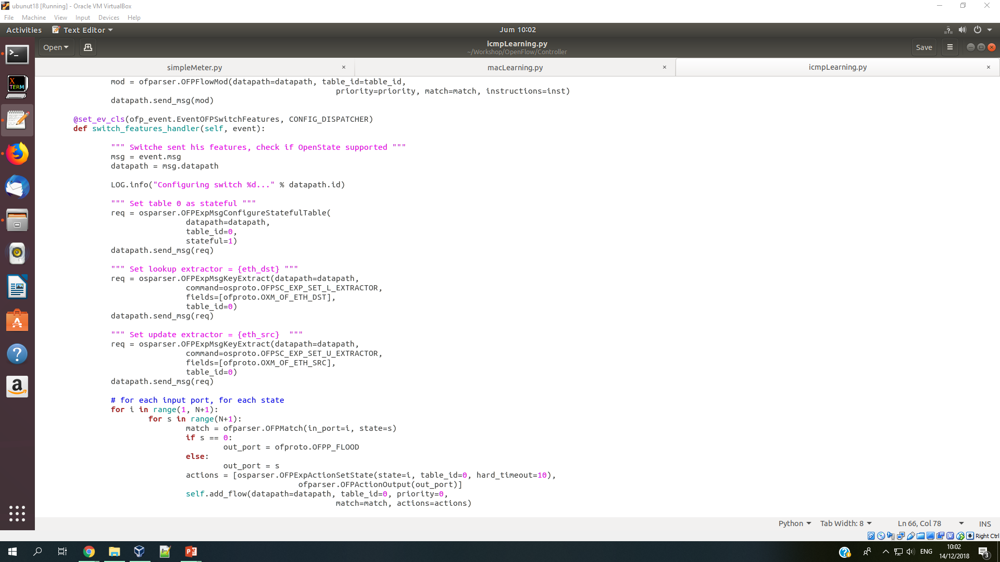 ubunut18 [Running] - Oracle VM VirtualBox
File Machine View Input Devices Help
Activities Text Editor Jum 10:02
Open icmpLearning.py Save
~/Workshop/OpenFlow/Controller
simpleMeter.py × macLearning.py × icmpLearning.py ×
mod = ofparser.OFPFlowMod(datapath=datapath, table_id=table_id,
priority=priority, match=match, instructions=inst)
datapath.send_msg(mod)
@set_ev_cls(ofp_event.EventOFPSwitchFeatures, CONFIG_DISPATCHER)
def switch_features_handler(self, event):
""" Switche sent his features, check if OpenState supported """
msg = event.msg
datapath = msg.datapath
LOG.info("Configuring switch %d..." % datapath.id)
""" Set table 0 as stateful """
req = osparser.OFPExpMsgConfigureStatefulTable(
datapath=datapath,
table_id=0,
stateful=1)
datapath.send_msg(req)
""" Set lookup extractor = {eth_dst} """
req = osparser.OFPExpMsgKeyExtract(datapath=datapath,
command=osproto.OFPSC_EXP_SET_L_EXTRACTOR,
fields=[ofproto.OXM_OF_ETH_DST],
table_id=0)
datapath.send_msg(req)
""" Set update extractor = {eth_src}  """
req = osparser.OFPExpMsgKeyExtract(datapath=datapath,
command=osproto.OFPSC_EXP_SET_U_EXTRACTOR,
fields=[ofproto.OXM_OF_ETH_SRC],
table_id=0)
datapath.send_msg(req)
# for each input port, for each state
for i in range(1, N+1):
for s in range(N+1):
match = ofparser.OFPMatch(in_port=i, state=s)
if s == 0:
out_port = ofproto.OFPP_FLOOD
else:
out_port = s
actions = [osparser.OFPExpActionSetState(state=i, table_id=0, hard_timeout=10),
ofparser.OFPActionOutput(out_port)]
self.add_flow(datapath=datapath, table_id=0, priority=0,
match=match, actions=actions)
Python Tab Width: 8 Ln 66, Col 78 INS
Right Ctrl
ENG 10:02
14/12/2018 3